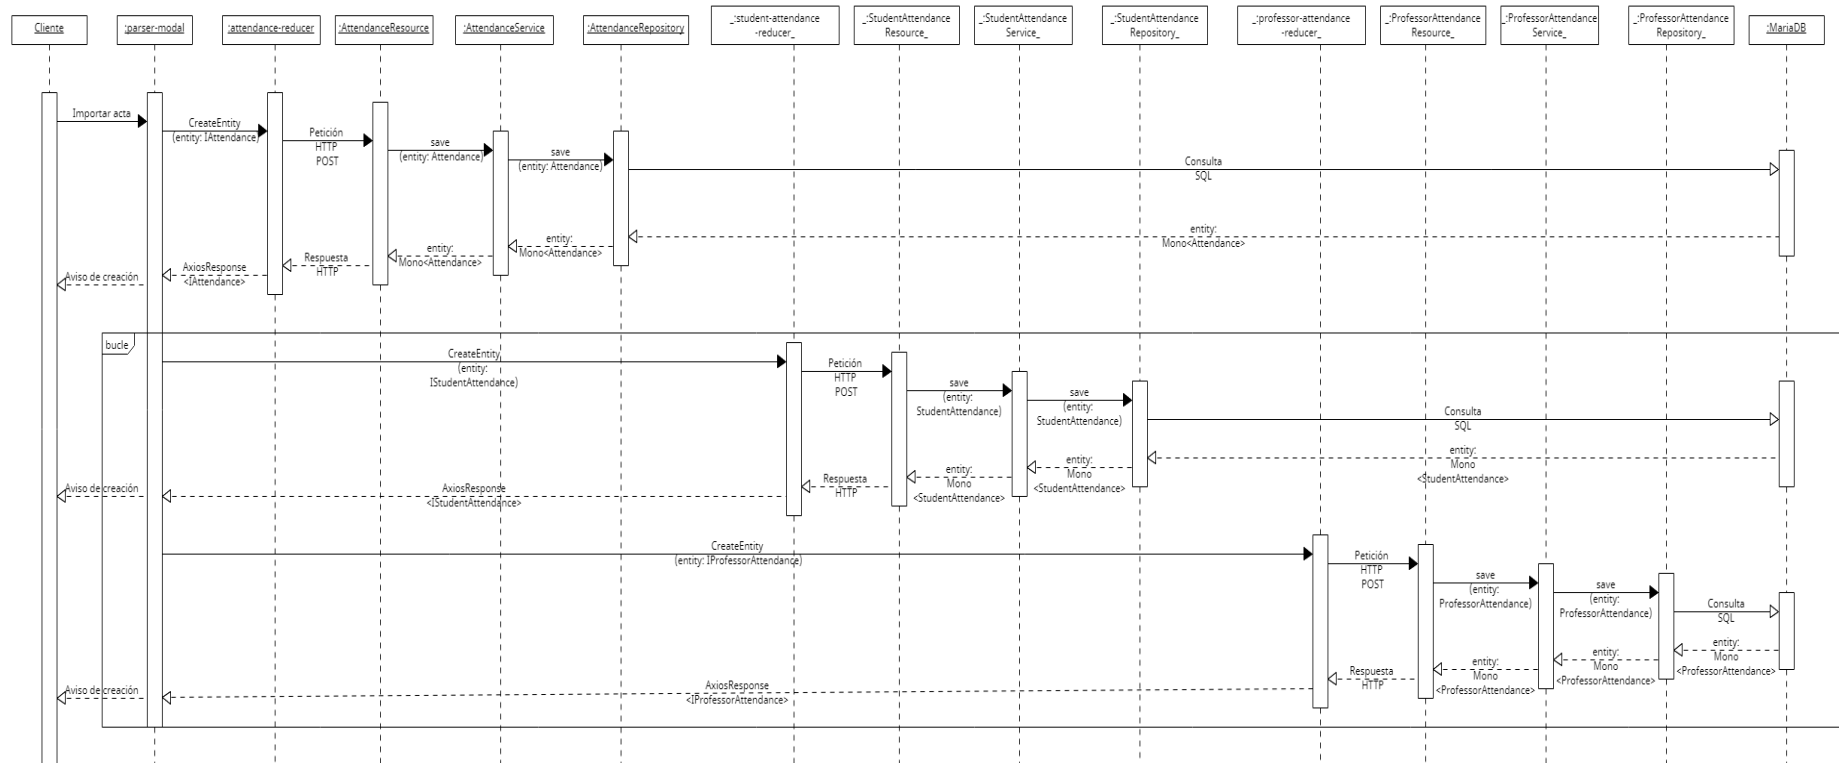 Cliente
:parser-modal
:attendance-reducer
:AttendanceResource
:AttendanceService
:AttendanceRepository
_:student-attendance
-reducer_
_:StudentAttendance
Resource_
_:StudentAttendance
Service_
_:StudentAttendance
Repository_
_:professor-attendance
-reducer_
_:ProfessorAttendance
Resource_
_:ProfessorAttendance
Service_
_:ProfessorAttendance
Repository_
:MariaDB
Importar acta
CreateEntity
(entity: IAttendance)
Petición
HTTP
POST
save
(entity: Attendance)
save
(entity: Attendance)
Consulta
SQL
entity:
Mono<Attendance>
entity:
Mono<Attendance>
entity:
Mono<Attendance>
Respuesta
HTTP
AxiosResponse
<IAttendance>
Aviso de creación
bucle
CreateEntity
(entity:
IStudentAttendance)
Petición
HTTP
POST
save
(entity:
StudentAttendance)
save
(entity:
StudentAttendance)
Consulta
SQL
entity:
Mono
<StudentAttendance>
entity:
Mono
<StudentAttendance>
entity:
Mono
<StudentAttendance>
Respuesta
HTTP
AxiosResponse
<IStudentAttendance>
Aviso de creación
CreateEntity
(entity: IProfessorAttendance)
Petición
HTTP
POST
save
(entity:
ProfessorAttendance)
save
(entity:
ProfessorAttendance)
Consulta
SQL
entity:
Mono
<ProfessorAttendance>
entity:
Mono
<ProfessorAttendance>
entity:
Mono
<ProfessorAttendance>
Respuesta
HTTP
AxiosResponse
<IProfessorAttendance>
Aviso de creación